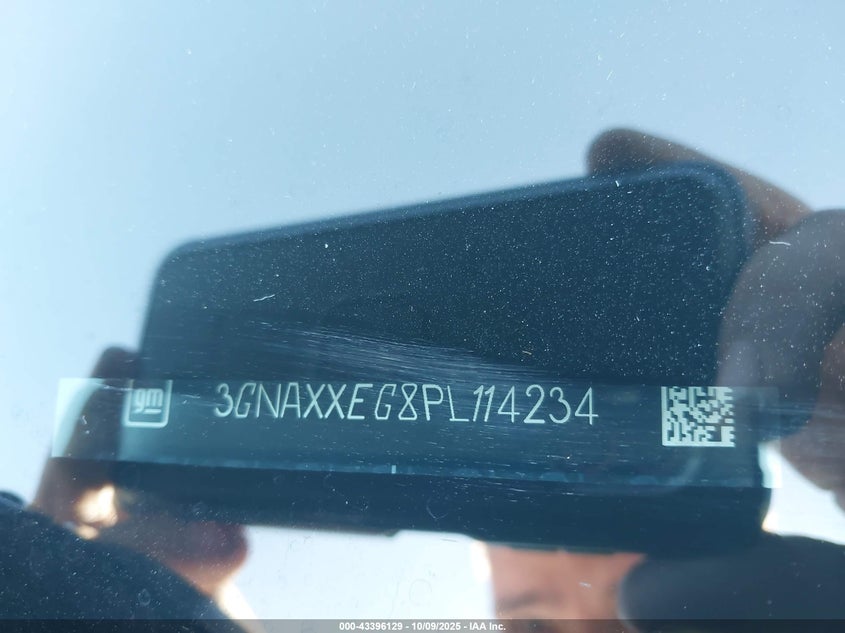 gm 3GNAXXEG8PL114234
000-43396129 - 10/09/2025 - IAA Inc.